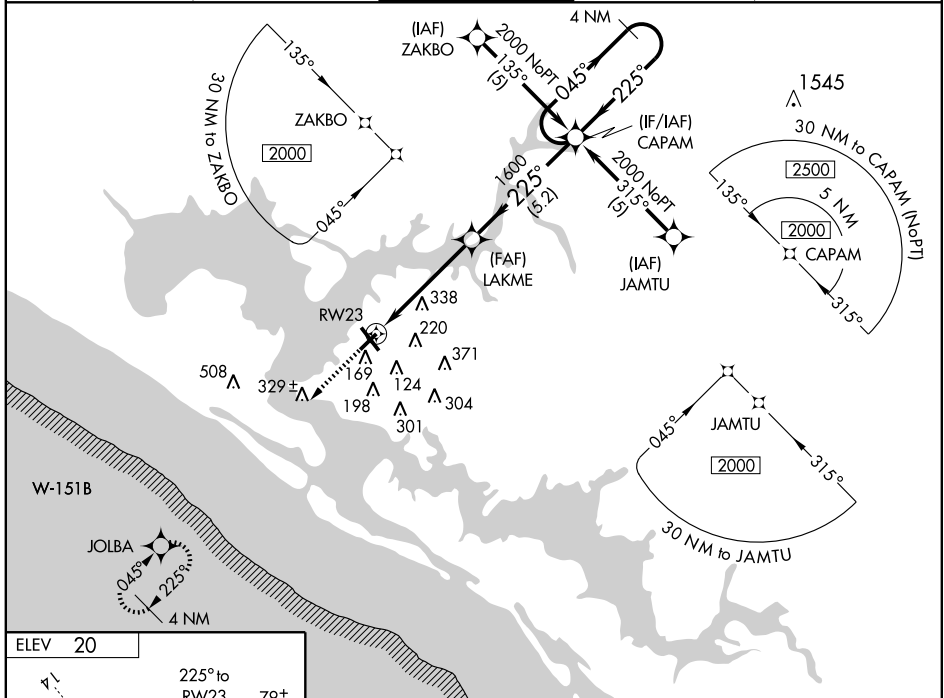 4 NM
(IAF)
ZAKBO
2000 NoPT
135°
(5)
045°
225°
135°
30 NM to ZAKBO
ZAKBO
2000
045°
(IF/IAF)
CAPAM
1545
30 NM to CAPAM (NoPT)
2500
135°
5 NM
2000
CAPAM
315°
1600
225°
(5.2)
2000 NoPT
315°
(5)
(IAF)
JAMTU
(FAF)
LAKME
338
RW23
220
371
169
124
508
329±
198
304
301
045°
JAMTU
315°
2000
30 NM to JAMTU
W-151B
JOLBA
045°
225°
4 NM
ELEV 20
14
225° to
RW23
78±